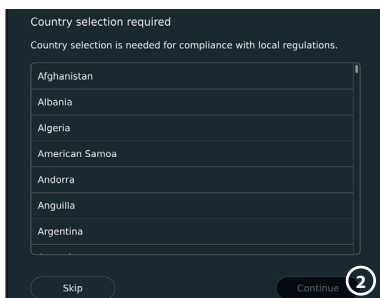 Country selection required
Country selection is needed for compliance with local regulations.
Afghanistan
Albania
Algeria
American Samoa
Andorra
Anguilla
Argentina
Skip
Continue
2